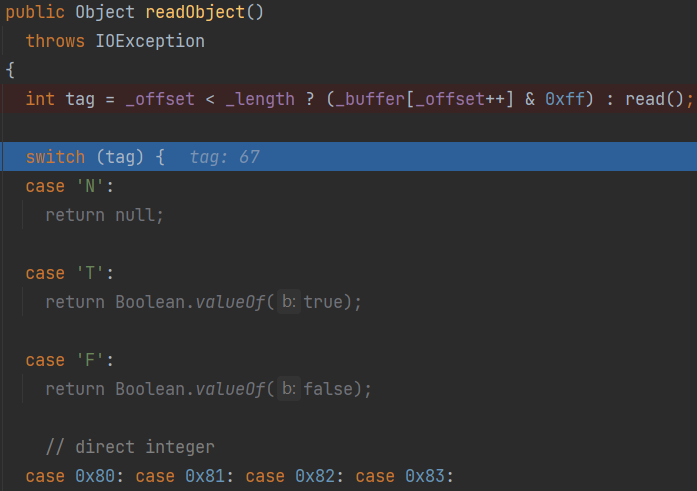 public Object readObject()
throws IOException
{
int tag = _offset < _length ? (_buffer[_offset++] & 0xff) : read();
switch (tag) { tag: 67
case 'N':
return null;
case 'T':
return Boolean.valueOf( b: true);
case 'F':
return Boolean.valueOf( b: false);
// direct integer
case 0x80: case 0x81: case 0x82: case 0x83: